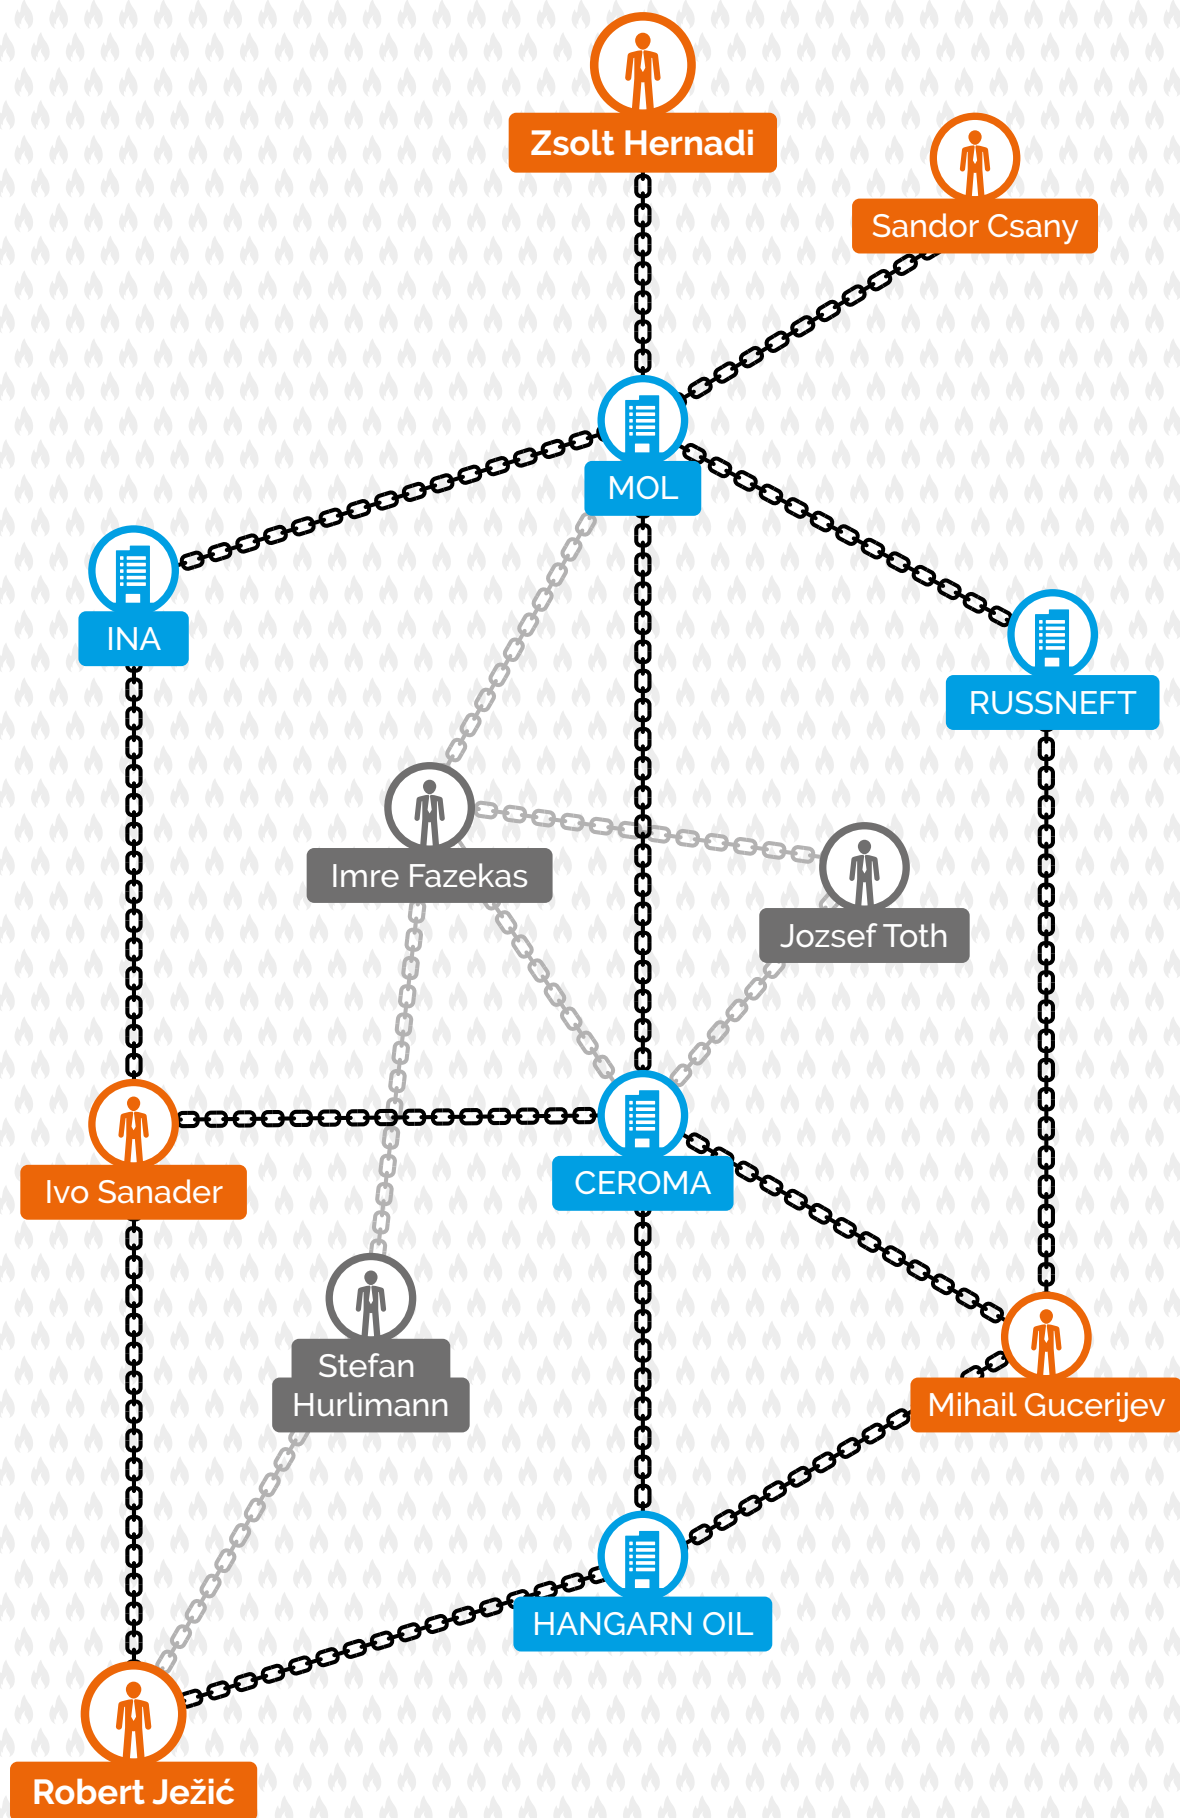 Zsolt Hernadi
Sandor Csany
MOL
INA
RUSSNEFT
Imre Fazekas
Jozsef Toth
Ivo Sanader
CEROMA
Stefan
Hurlimann
Mihail Gucerijev
HANGARN OIL
Robert Ježić